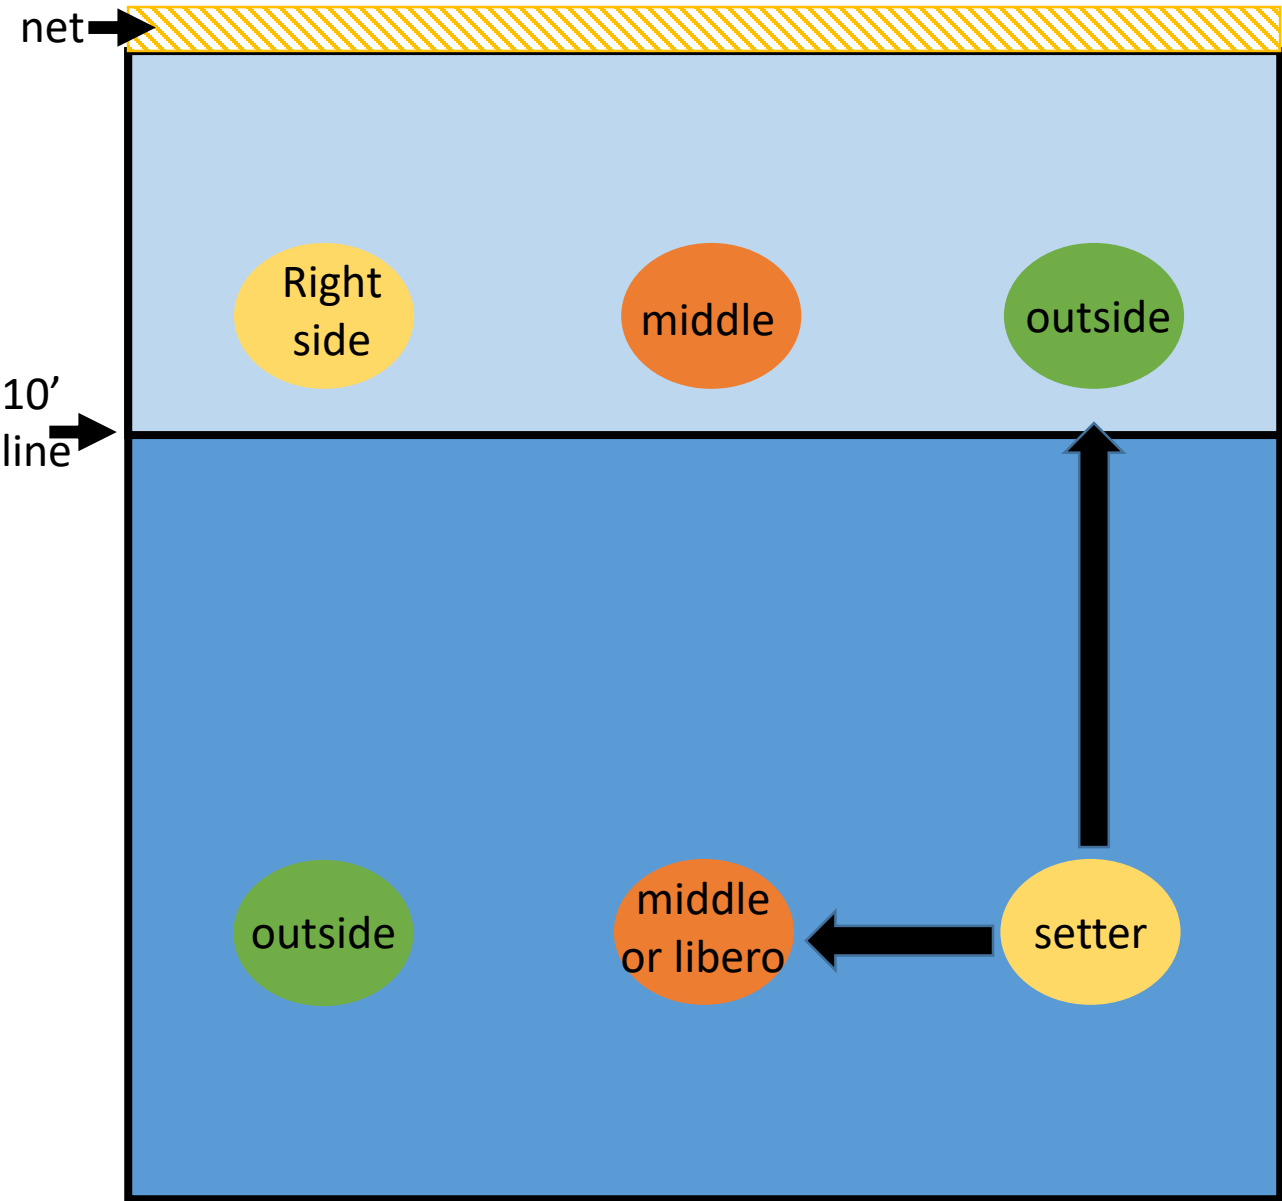 net
Right
side
middle
outside
10’
line
outside
middle
or libero
setter